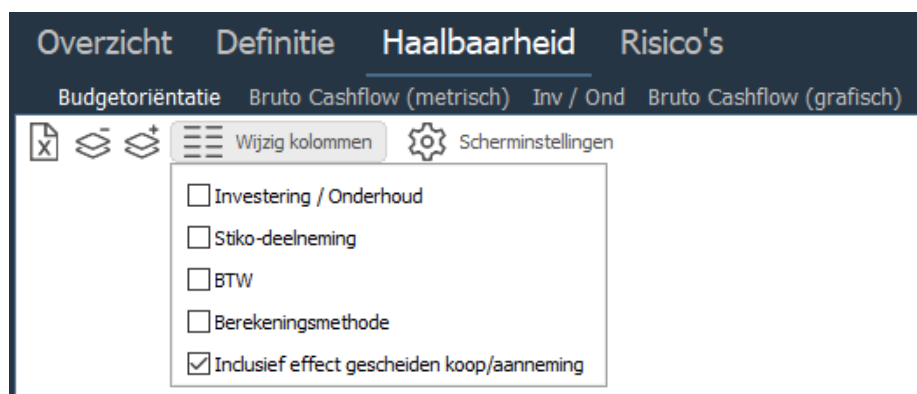 Overzicht Definitie Haalbaarheid Risico's
Budgetoriëntatie Bruto Cashflow (metrisch) Inv / Ond Bruto Cashflow (grafisch)
Wijzig kolommen Scherminstellingen
Investering / Onderhoud
Stiko-deelneming
BTW
Berekeningsmethode
Inclusief effect gescheiden koop/aanneming